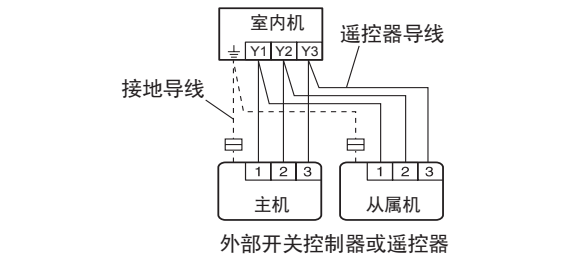 室内机
遥控器导线
Y1 Y2 Y3
接地导线
1 2 3 1 2 3
主机 从属机
外部开关控制器或遥控器